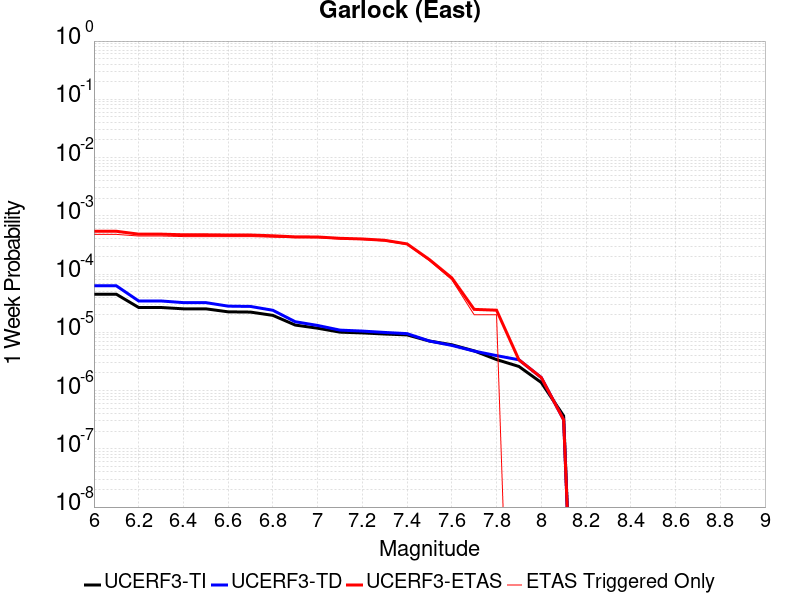 Garlock (East)
10^0
10^-1
10^-2
10^-3
10^-4
10^-5
10^-6
10^-7
10^-8
1 Week Probability
6 6.2 6.4 6.6 6.8 7 7.2 7.4 7.6 7.8 8 8.2 8.4 8.6 8.8 9
Magnitude
UCERF3-TI UCERF3-TD UCERF3-ETAS ETAS Triggered Only